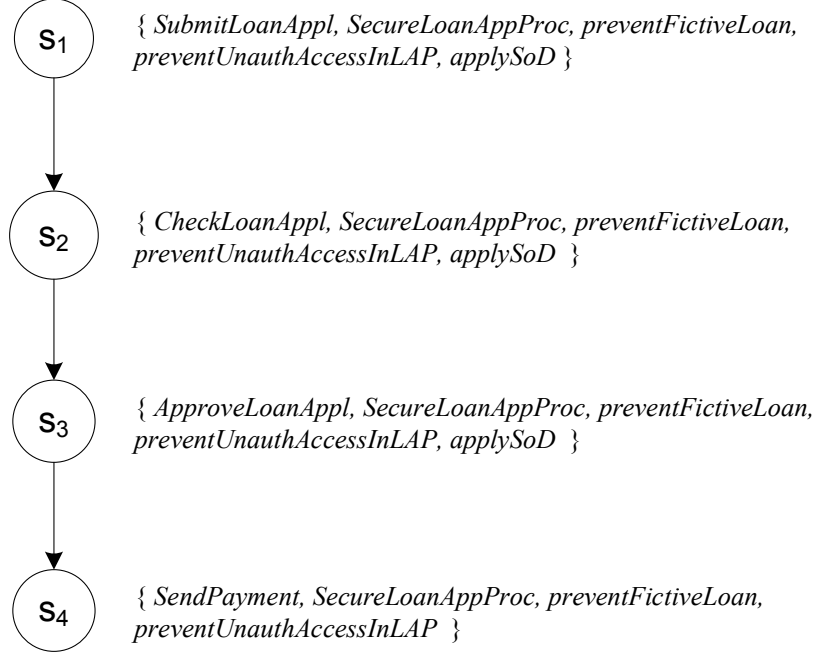 s1
{ SubmitLoanAppl, SecureLoanAppProc, preventFictiveLoan,
preventUnauthAccessInLAP, applySoD }
s2
{ CheckLoanAppl, SecureLoanAppProc, preventFictiveLoan,
preventUnauthAccessInLAP, applySoD }
s3
{ ApproveLoanAppl, SecureLoanAppProc, preventFictiveLoan,
preventUnauthAccessInLAP, applySoD }
s4
{ SendPayment, SecureLoanAppProc, preventFictiveLoan,
preventUnauthAccessInLAP }